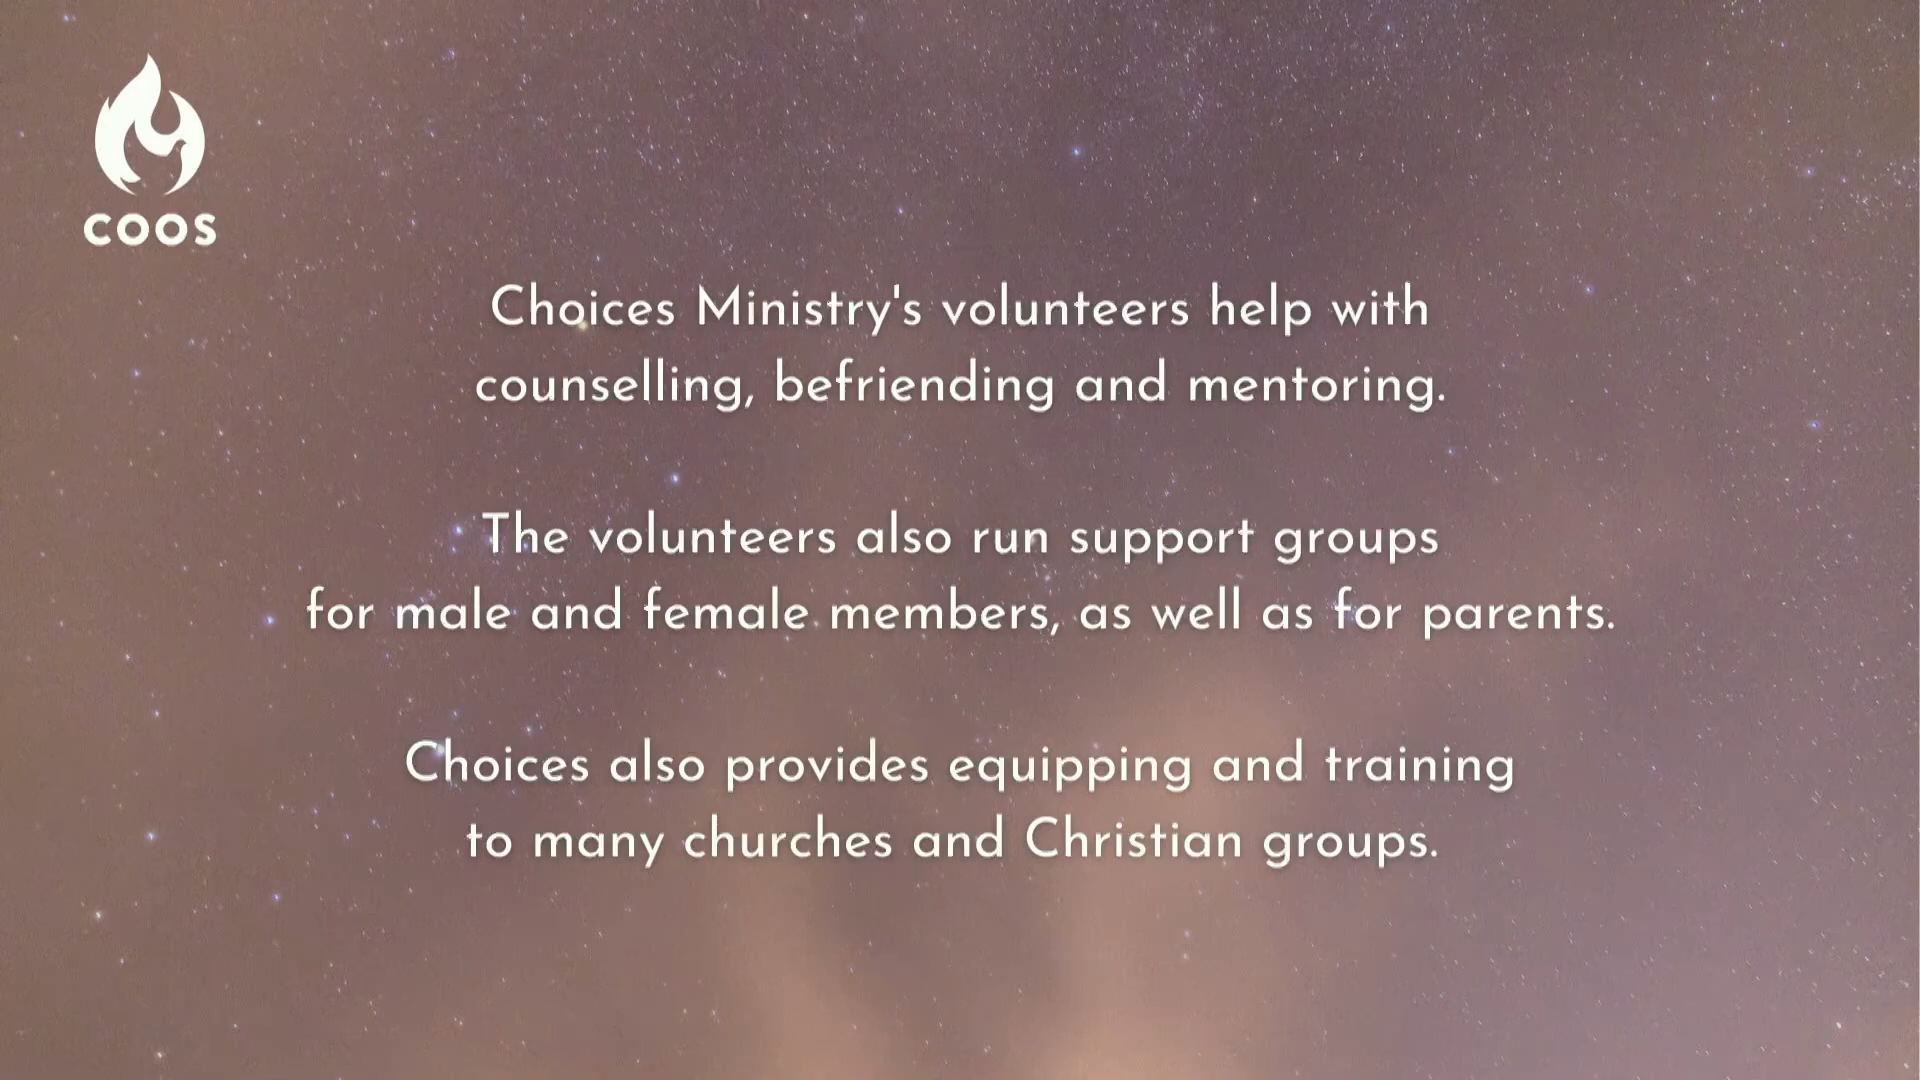 COOS
Choices Ministry's volunteers help with
counselling, befriending and mentoring.
The volunteers also run support groups
for male and female members, as well as for parents.
Choices also provides equipping and training
to many churches and Christian groups.